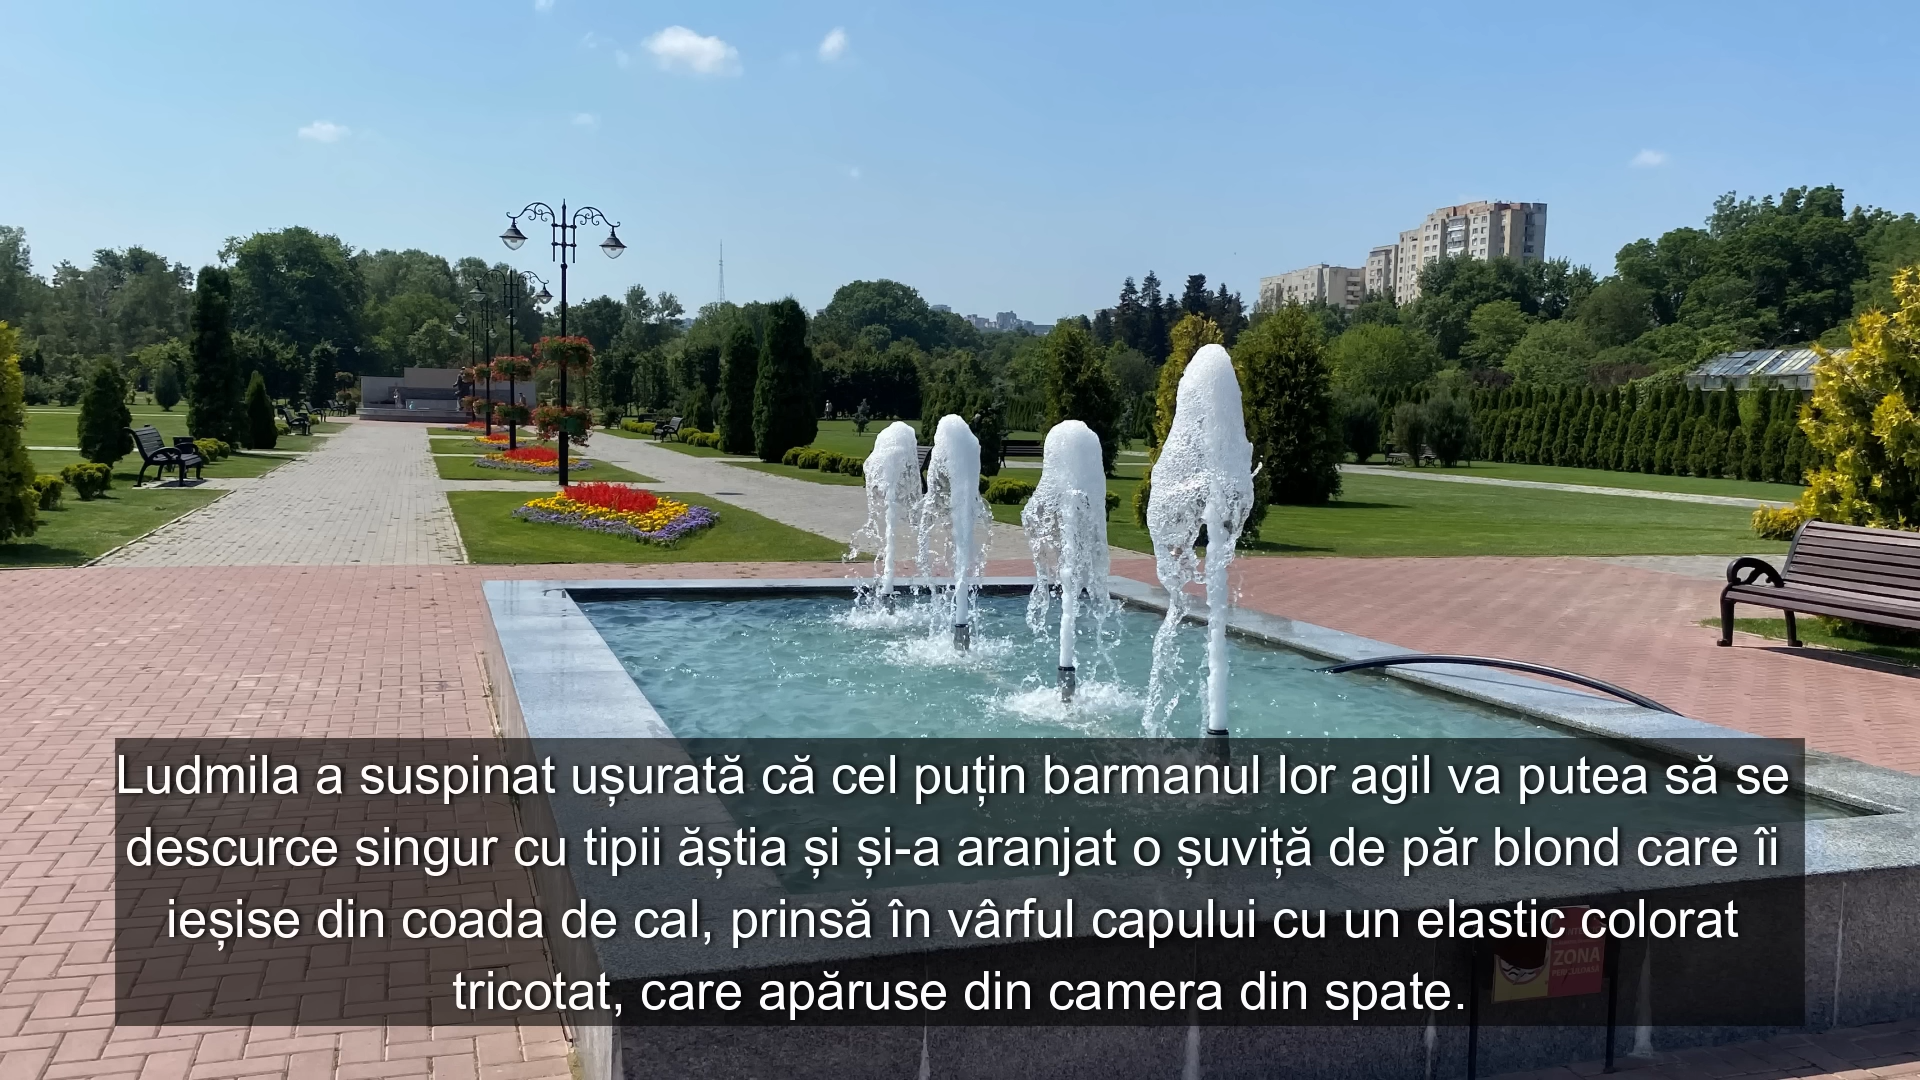 Ludmila a suspinat ușurată că cel puțin barmanul lor agil va putea să se
descurce singur cu tipii ăștia și și-a aranjat o șuviță de păr blond care îi
ieșise din coada de cal, prinsă în vârful capului cu un elastic colorat
tricotat, care apăruse din camera din spate.
ZONA